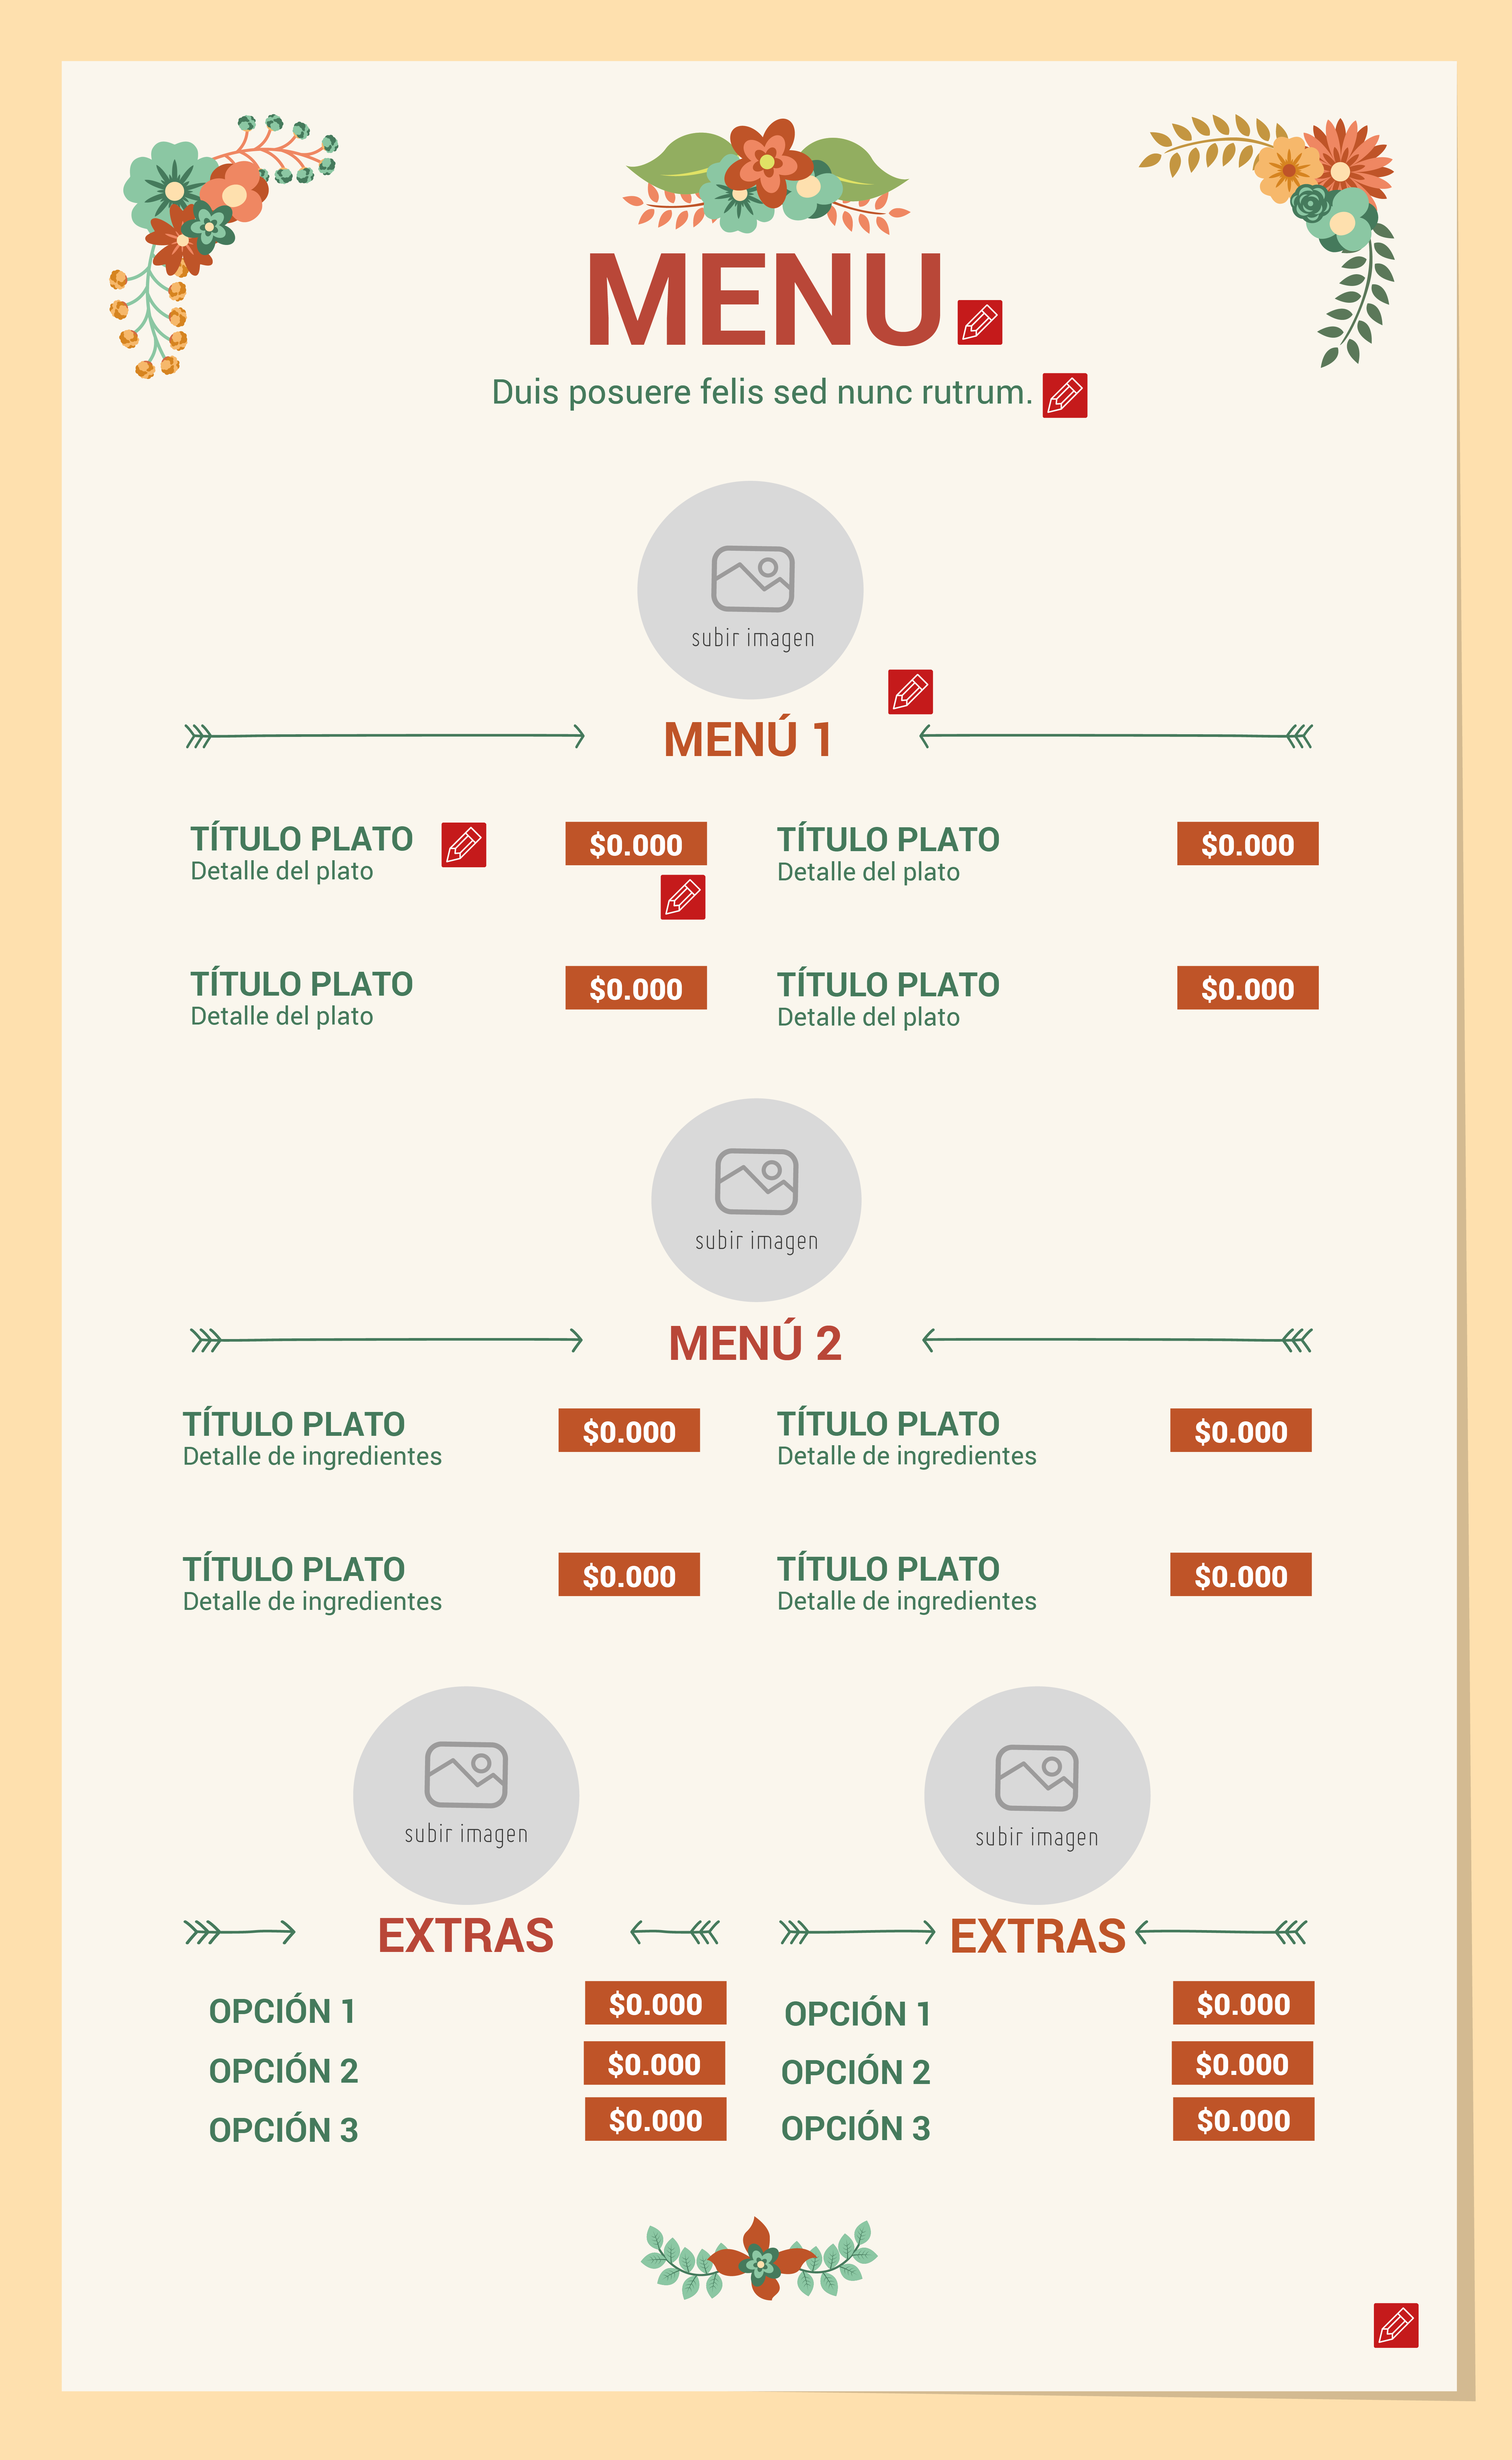 MENU
Duis posuere felis sed nunc rutrum.
subir imagen
MENÚ 1
TÍTULO PLATO
Detalle del plato
$0.000
TÍTULO PLATO
Detalle del plato
$0.000
TÍTULO PLATO
Detalle del plato
$0.000
TÍTULO PLATO
Detalle del plato
$0.000
subir imagen
MENÚ 2
TÍTULO PLATO
Detalle de ingredientes
$0.000
TÍTULO PLATO
Detalle de ingredientes
$0.000
TÍTULO PLATO
Detalle de ingredientes
$0.000
TÍTULO PLATO
Detalle de ingredientes
$0.000
subir imagen
EXTRAS
OPCIÓN 1 $0.000
OPCIÓN 2 $0.000
OPCIÓN 3 $0.000
subir imagen
EXTRAS
OPCIÓN 1 $0.000
OPCIÓN 2 $0.000
OPCIÓN 3 $0.000